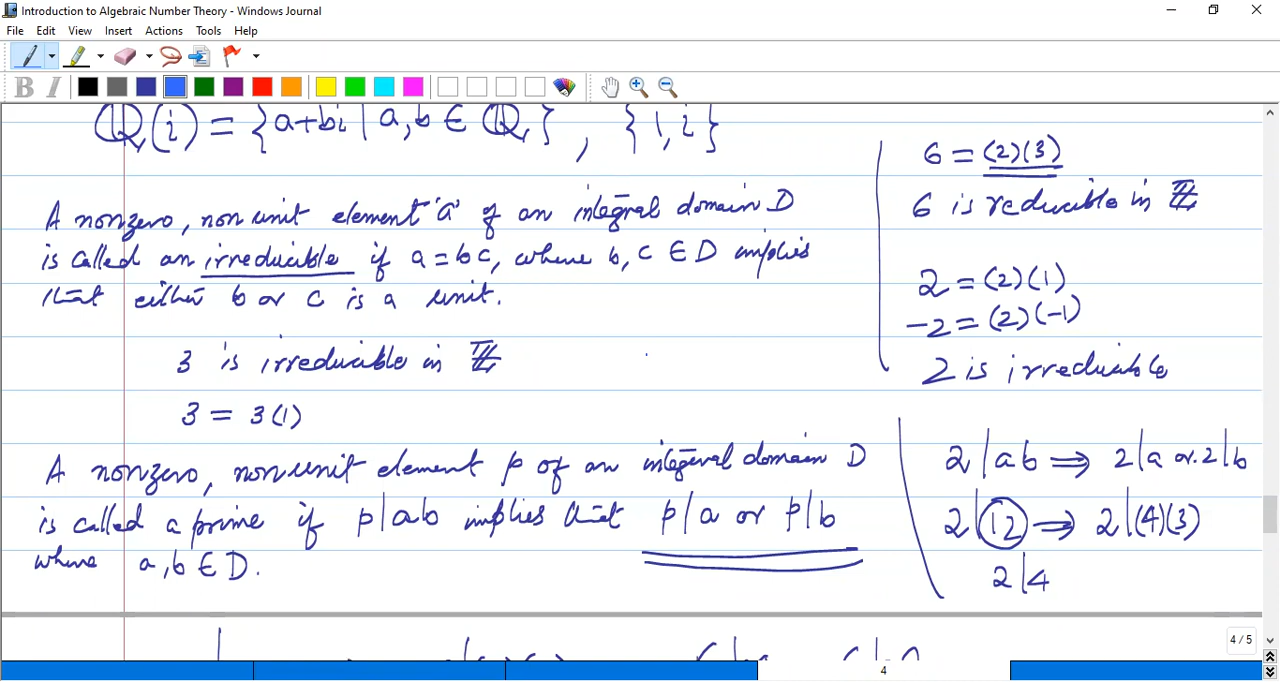 Introduction to Algebraic Number Theory - Windows Journal
File Edit View Insert Actions Tools Help
B I
ℚ(i) = {a+bi | a,b ∈ ℚ}, {1,i}
A nonzero, non unit element 'a' of an integral domain D
is called an irreducible if a=bc, where b, c ∈ D implies
that either b or c is a unit.
3 is irreducible in ℤ
3 = 3(1)
A nonzero, nonunit element p of an integral domain D
is called a prime if p|ab implies that p|a or p|b
where a,b ∈ D.
6 = (2)(3)
6 is reducible in ℤ
2 = (2)(1)
-2 = (2)(-1)
2 is irreducible
2|ab ⟹ 2|a or 2|b
2|12 ⟹ 2|(4)(3)
2|4
4 / 5
4